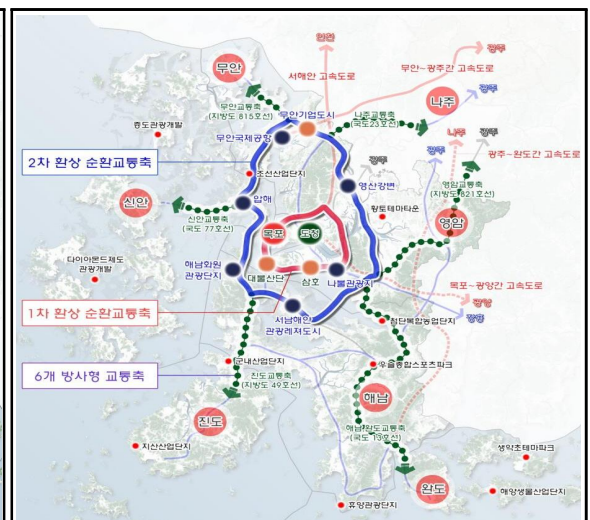 인천
광주
서해안 고속도로
무안~광주간 고속도로
무안
나주
광주
무안교통축
(지방도 815호선)
무안기업도시
나주교통축
(국도23호선)
나주
광주
증도관광개발
무안국제공항
광주
광주~완도간 고속도로
2차 환상 순환교통축
조선산업단지
영산강변
영암교통축
(지방도 821호선)
신안
압해
황토테마타운
영암
신안교통축
(국도 77호선)
목포
도청
다이아몬드제도
관광개발
해남화원
관광단지
대불산단
삼호
나불관광지
목포~광양간 고속도로
광양
1차 환상 순환교통축
서남해안
관광레저도시
첨단복합농업단지
장흥
군내산업단지
우슬종합스포츠파크
6개 방사형 교통축
진도교통축
(지방도 49호선)
해남
진도
해남·완도교통축
(국도 13호선)
지산산업단지
생약초테마파크
완도
해양생물산업단지
휴양관광단지